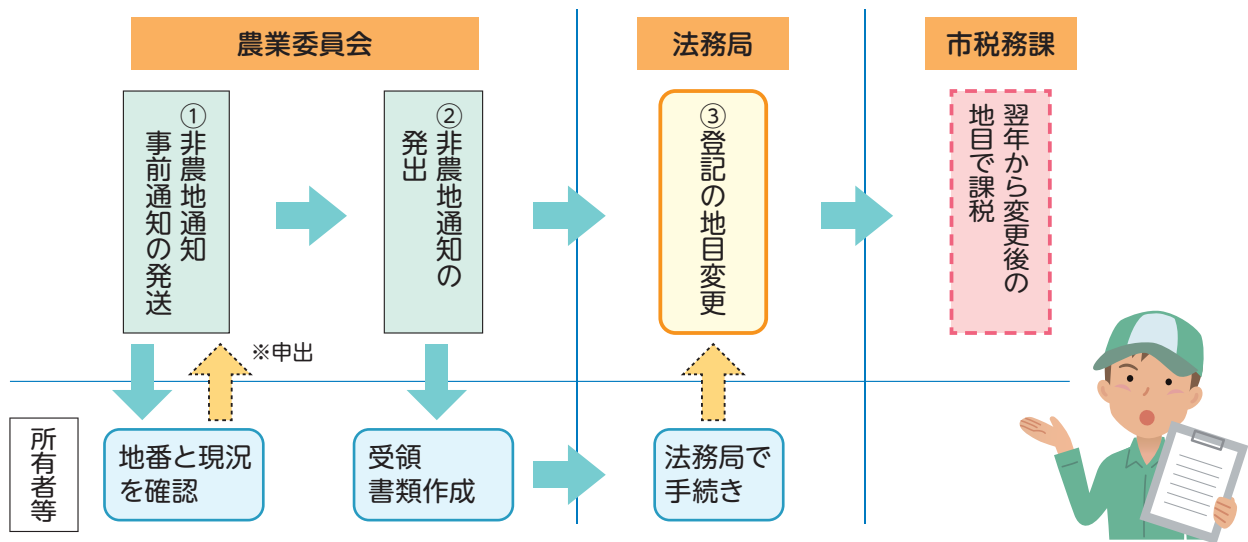 農業委員会
法務局
市税務課
①非農地通知
事前通知の発送
②非農地通知の
発出
③登記の地目変更
翌年から変更後の
地目で課税
※申出
所有者等
地番と現況
を確認
受領
書類作成
法務局で
手続き